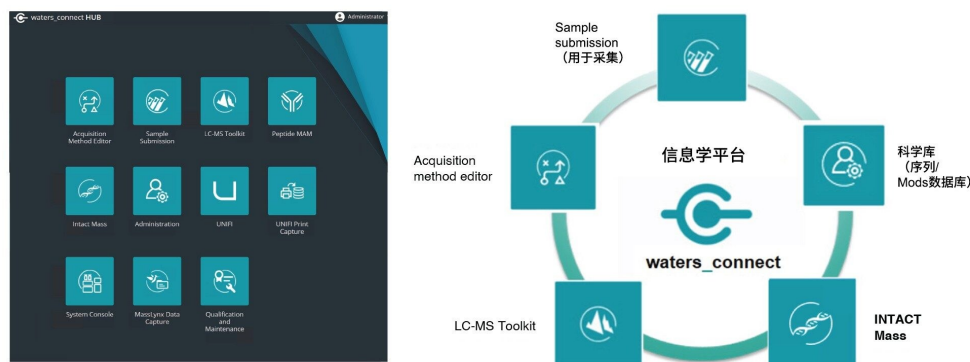 waters_connect HUB
Administrator
Acquisition
Method Editor
Sample
Submission
LC-MS Toolkit
Peptide MAM
Intact Mass
Administration
UNIFI
UNIFI Print
Capture
System Console
MassLynx Data
Capture
Qualification
and
Maintenance
Sample
submission
（用于采集）
Acquisition
method editor
信息学平台
waters_connect
科学库
（序列/
Mods数据库）
LC-MS Toolkit
INTACT
Mass